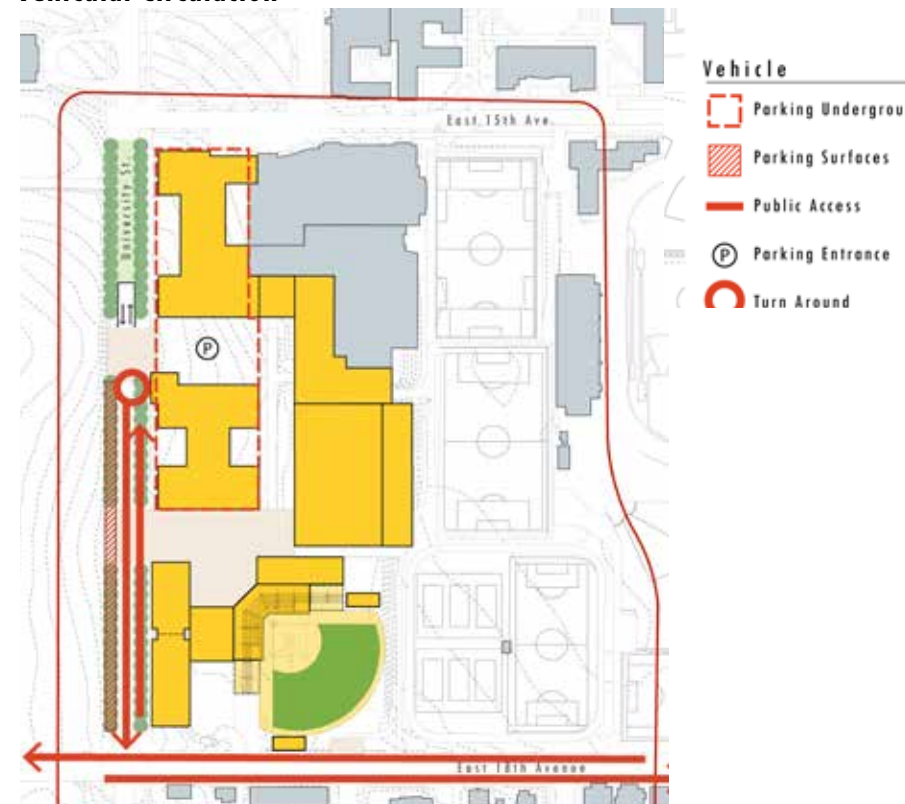 East 15th Ave.
University St.
P
East 18th Avenue
Vehicle
Parking Undergrou
Parking Surfaces
Public Access
P
Parking Entrance
Turn Around